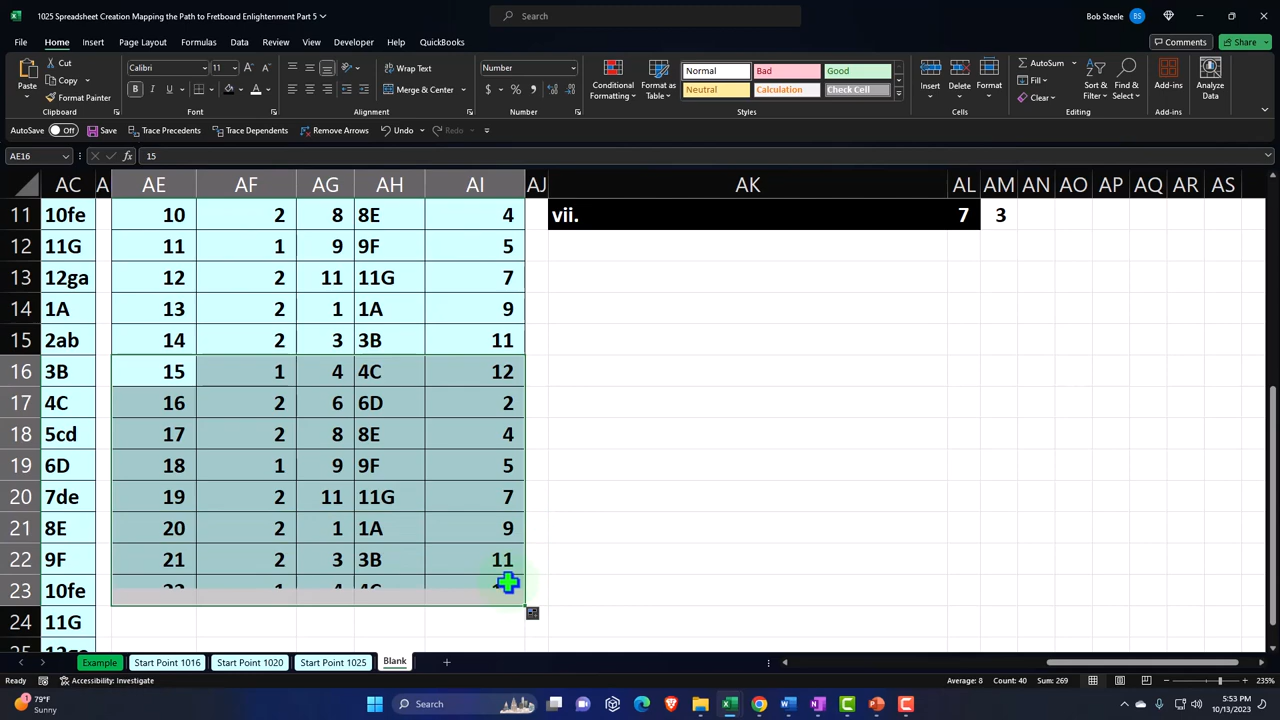 1025 Spreadsheet Creation Mapping the Path to Fretboard Enlightenment Part 5
Search
Bob Steele BS
File Home Insert Page Layout Formulas Data Review View Developer Help QuickBooks
Comments Share
Cut
Copy
Format Painter
Paste
Calibri 11
Wrap Text
Merge & Center
Number
Conditional Formatting
Format as Table
Normal Bad Good
Neutral Calculation Check Cell
Insert Delete Format
AutoSum
Fill
Clear
Sort & Filter
Find & Select
Add-ins
Analyze Data
Clipboard Font Alignment Number Styles Cells Editing Add-ins
AutoSave Off Save Trace Precedents Trace Dependents Remove Arrows Undo Redo
AE16 fx 15
AC A AE AF AG AH AI AJ AK AL AM AN AO AP AQ AR AS
11 10fe 10 2 8 8E 4 vii. 7 3
12 11G 11 1 9 9F 5
13 12ga 12 2 11 11G 7
14 1A 13 2 1 1A 9
15 2ab 14 2 3 3B 11
16 3B 15 1 4 4C 12
17 4C 16 2 6 6D 2
18 5cd 17 2 8 8E 4
19 6D 18 1 9 9F 5
20 7de 19 2 11 11G 7
21 8E 20 2 1 1A 9
22 9F 21 2 3 3B 11
23 10fe
24 11G
Example Start Point 1016 Start Point 1020 Start Point 1025 Blank
Ready Accessibility: Investigate Average: 8 Count: 40 Sum: 269 235%
79°F
Sunny
Search
5:53 PM
10/13/2023